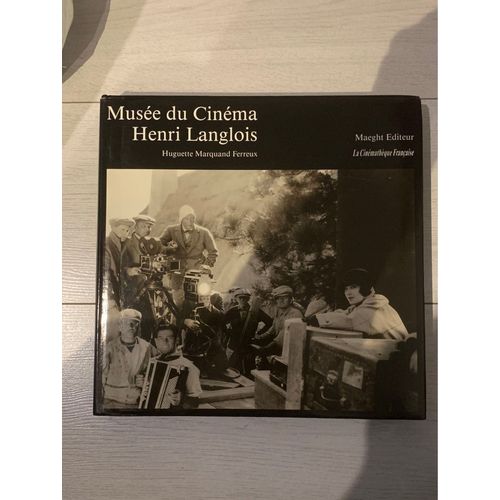 Musée du Cinéma
Henri Langlois
Huguette Marquand Ferreux
Maeght Editeur
La Cinémathèque Française